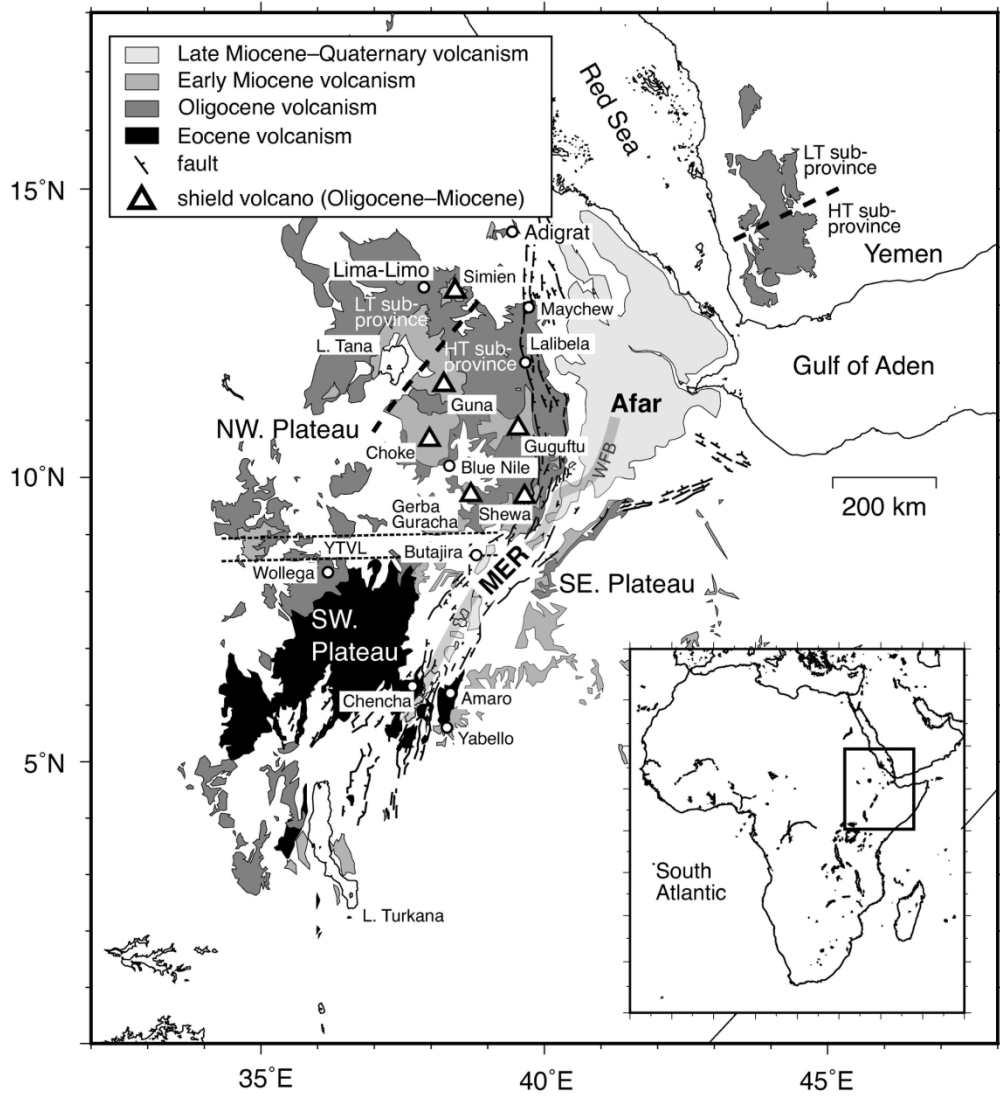 Late Miocene–Quaternary volcanism
Early Miocene volcanism
Oligocene volcanism
Eocene volcanism
fault
shield volcano (Oligocene–Miocene)
Red Sea
15°N
LT sub-
province
HT sub-
province
Yemen
Adigrat
Lima-Limo
Simien
LT sub-
province
Maychew
L. Tana
HT sub-
province
Lalibela
Gulf of Aden
Afar
Guna
NW. Plateau
Choke
Guguftu
WFB
10°N
Blue Nile
200 km
Gerba
Guracha
Shewa
YTVL
Butajira
MER
Wollega
SE. Plateau
SW.
Plateau
Chencha
Amaro
Yabello
5°N
L. Turkana
South
Atlantic
35°E
40°E
45°E